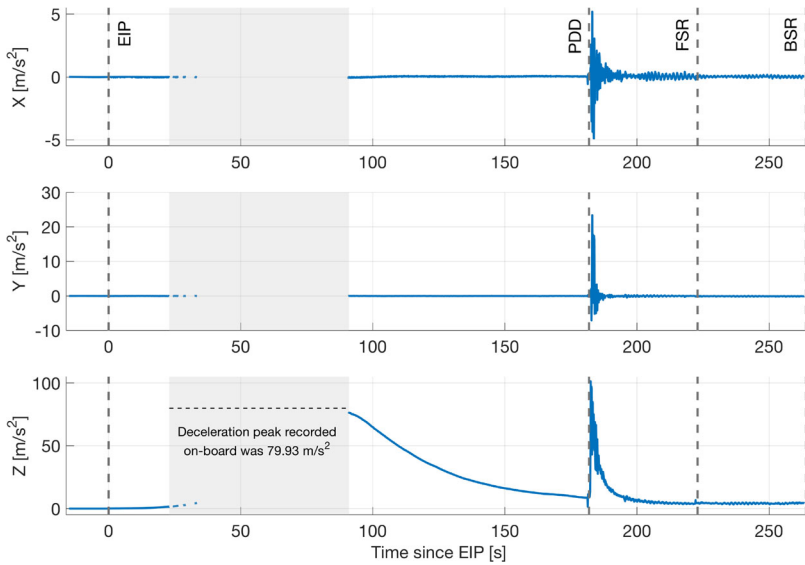 EIP
PDD
FSR
BSR
5
0
-5
X [m/s²]
0 50 100 150 200 250
30
20
10
0
-10
Y [m/s²]
0 50 100 150 200 250
100
50
0
Z [m/s²]
Deceleration peak recorded
on-board was 79.93 m/s²
0 50 100 150 200 250
Time since EIP [s]